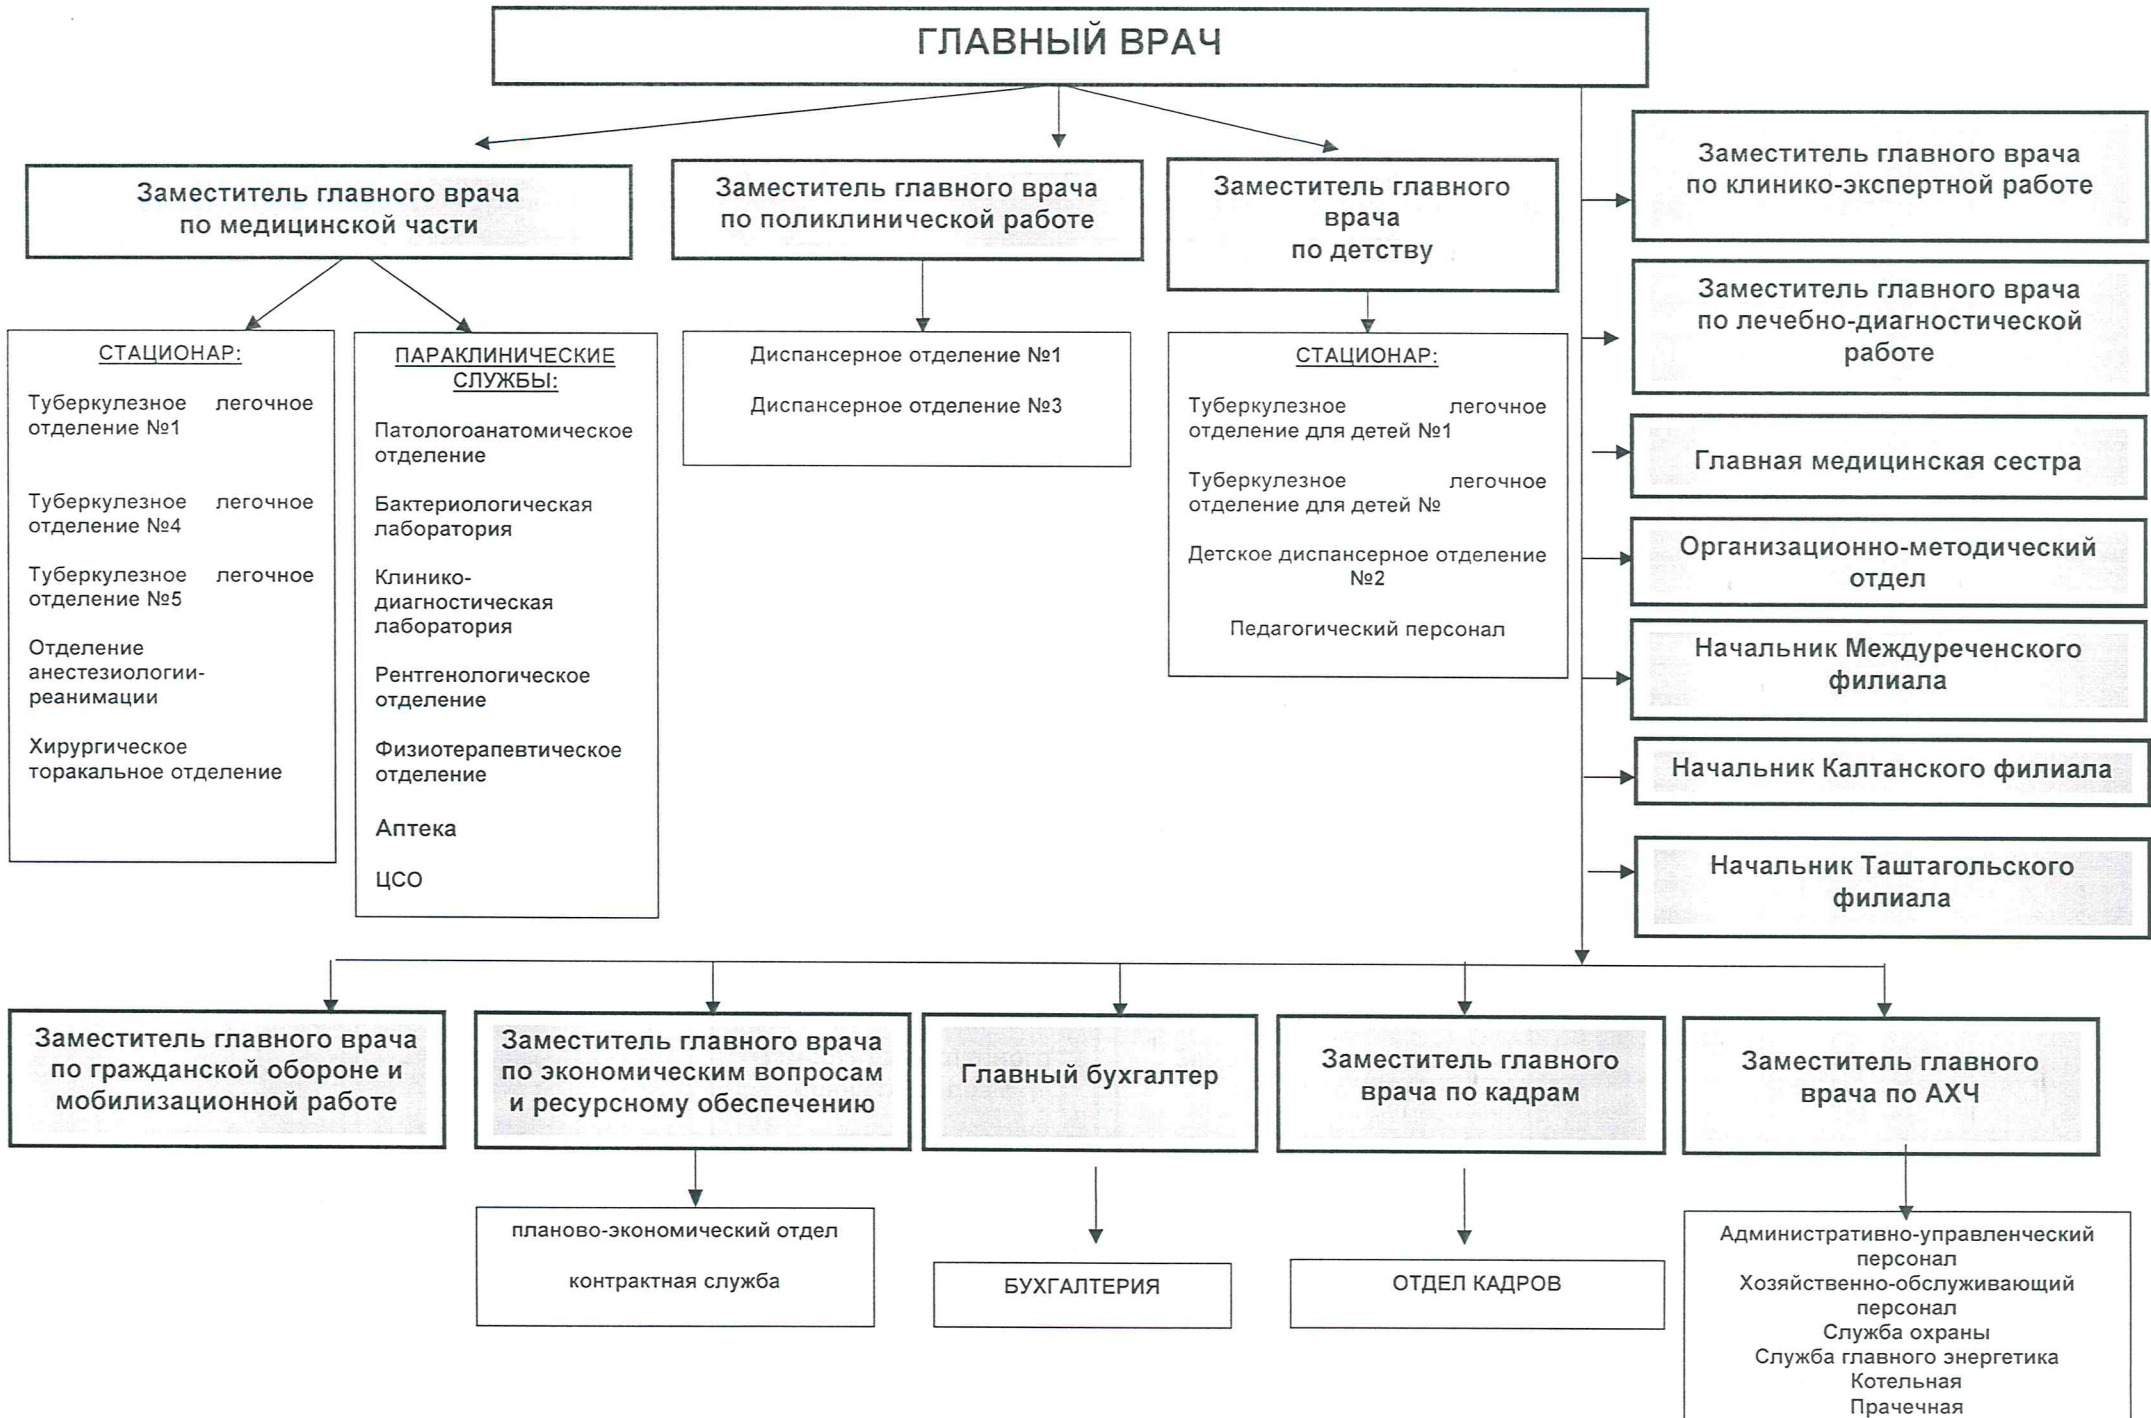 ГЛАВНЫЙ ВРАЧ
Заместитель главного врача
по медицинской части
Заместитель главного врача
по поликлинической работе
Заместитель главного
врача
по детству
Заместитель главного врача
по клинико-экспертной работе
Заместитель главного врача
по лечебно-диагностической
работе
Главная медицинская сестра
Организационно-методический
отдел
Начальник Междуреченского
филиала
Начальник Калтанского филиала
Начальник Таштагольского
филиала
СТАЦИОНАР:
Туберкулезное легочное
отделение №1
Туберкулезное легочное
отделение №4
Туберкулезное легочное
отделение №5
Отделение
анестезиологии-
реанимации
Хирургическое
торакальное отделение
ПАРАКЛИНИЧЕСКИЕ
СЛУЖБЫ:
Патологоанатомическое
отделение
Бактериологическая
лаборатория
Клинико-
диагностическая
лаборатория
Рентгенологическое
отделение
Физиотерапевтическое
отделение
Аптека
ЦСО
Диспансерное отделение №1
Диспансерное отделение №3
СТАЦИОНАР:
Туберкулезное легочное
отделение для детей №1
Туберкулезное легочное
отделение для детей №
Детское диспансерное отделение
№2
Педагогический персонал
Заместитель главного врача
по гражданской обороне и
мобилизационной работе
Заместитель главного врача
по экономическим вопросам
и ресурсному обеспечению
Главный бухгалтер
Заместитель главного
врача по кадрам
Заместитель главного
врача по АХЧ
планово-экономический отдел
контрактная служба
БУХГАЛТЕРИЯ
ОТДЕЛ КАДРОВ
Административно-управленческий
персонал
Хозяйственно-обслуживающий
персонал
Служба охраны
Служба главного энергетика
Котельная
Прачечная